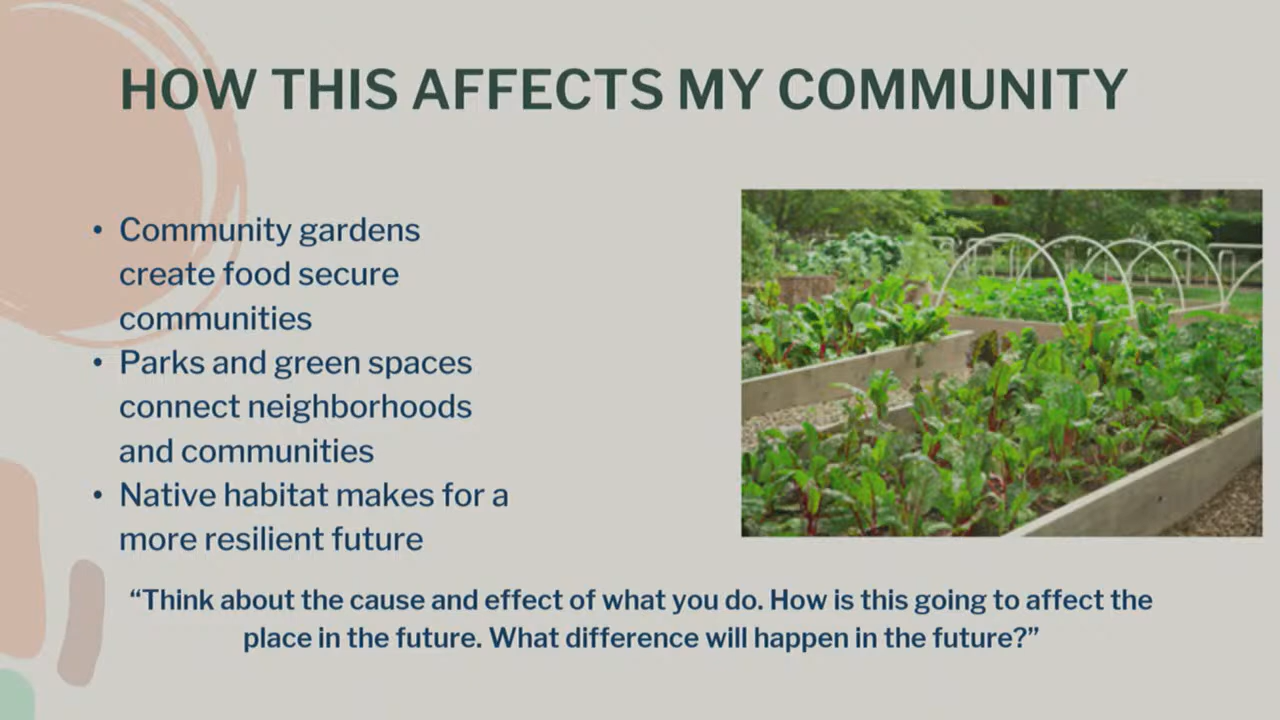 HOW THIS AFFECTS MY COMMUNITY
• Community gardens
create food secure
communities
• Parks and green spaces
connect neighborhoods
and communities
• Native habitat makes for a
more resilient future
“Think about the cause and effect of what you do. How is this going to affect the
place in the future. What difference will happen in the future?”